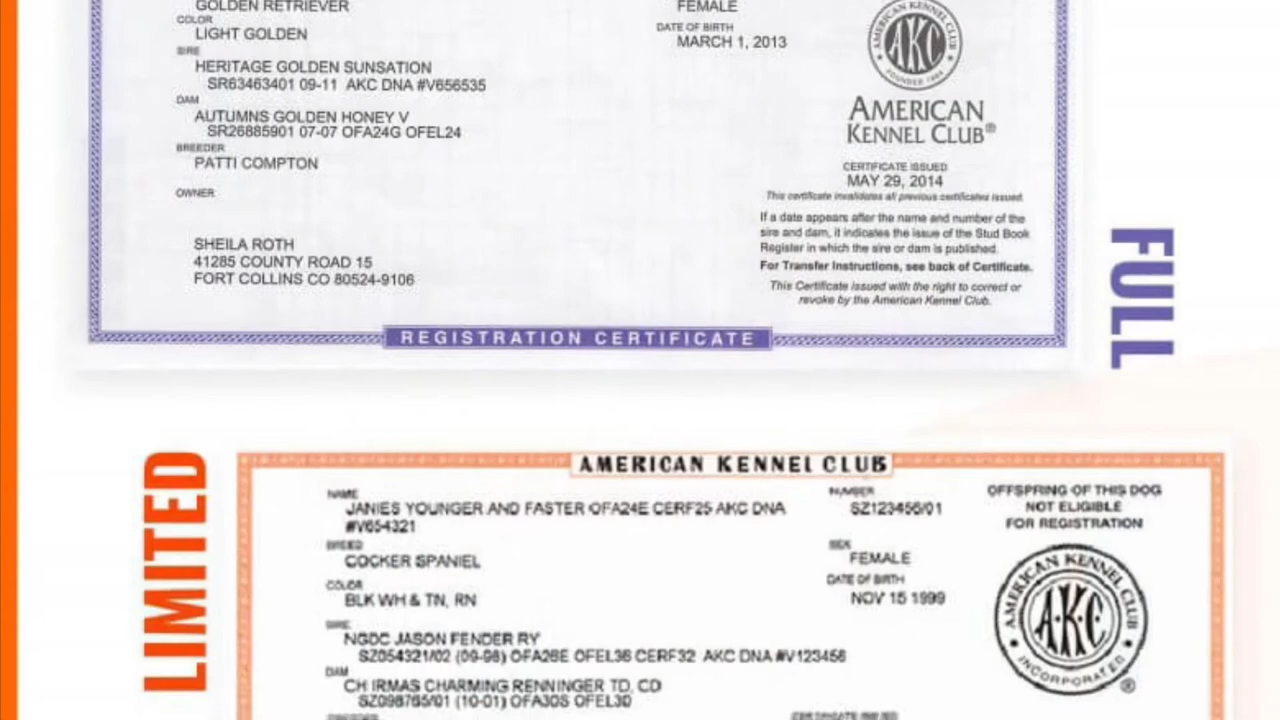 GOLDEN RETRIEVER
FEMALE
COLOR
LIGHT GOLDEN
DATE OF BIRTH
MARCH 1, 2013
SIRE
HERITAGE GOLDEN SUNSATION
SR63463401 09-11 AKC DNA #V656535
DAM
AUTUMNS GOLDEN HONEY V
SR26885901 07-07 OFA24G OFEL24
BREEDER
PATTI COMPTON
OWNER
SHEILA ROTH
41285 COUNTY ROAD 15
FORT COLLINS CO 80524-9106
AMERICAN KENNEL CLUB
AKC
FOUNDED 1884
AMERICAN
KENNEL CLUB®
CERTIFICATE ISSUED
MAY 29, 2014
This certificate invalidates all previous certificates issued.
If a date appears after the name and number of the
sire and dam, it indicates the issue of the Stud Book
Register in which the sire or dam is published.
For Transfer Instructions, see back of Certificate.
This Certificate issued with the right to correct or
revoke by the American Kennel Club.
REGISTRATION CERTIFICATE
FULL
LIMITED
AMERICAN KENNEL CLUB
NAME
JANIES YOUNGER AND FASTER OFA24E CERF25 AKC DNA
#V654321
NUMBER
SZ123456/01
BREED
COCKER SPANIEL
SEX
FEMALE
COLOR
BLK WH & TN, RN
DATE OF BIRTH
NOV 15 1999
SIRE
NGDC JASON FENDER RY
SZ054321/02 (09-98) OFA26E OFEL36 CERF32 AKC DNA #V123456
DAM
CH IRMAS CHARMING RENNINGER TD, CD
SZ098765/01 (10-01) OFA30S OFEL30
OFFSPRING OF THIS DOG
NOT ELIGIBLE
FOR REGISTRATION
AMERICAN KENNEL CLUB
AKC
INCORPORATED
®